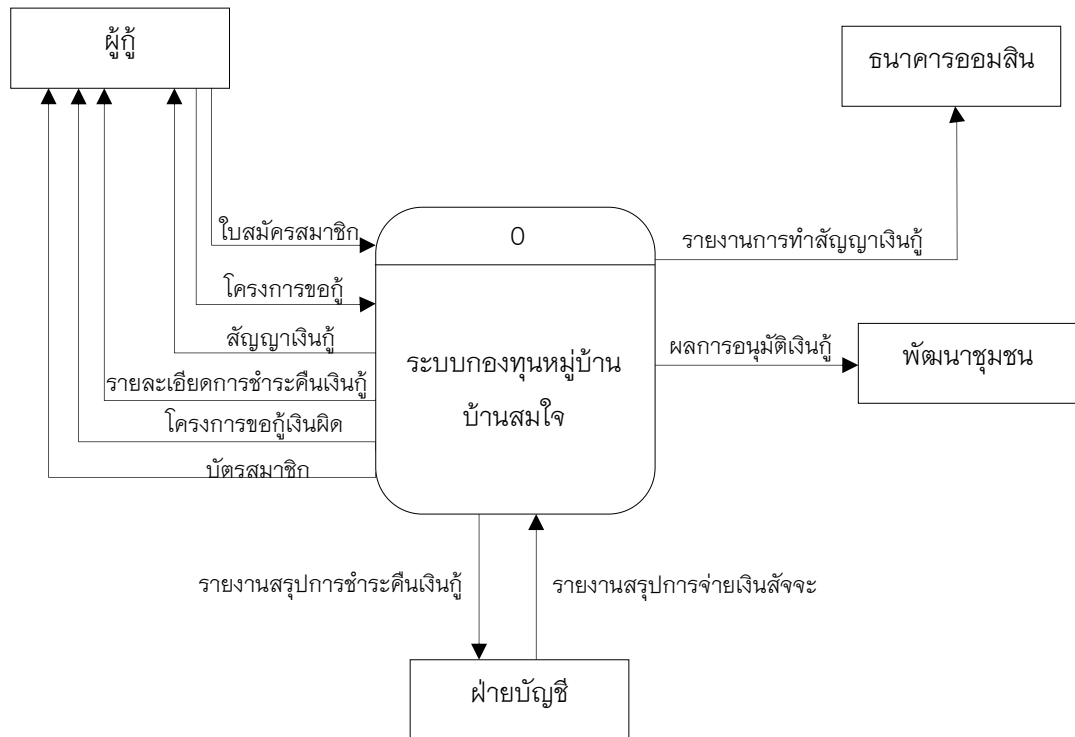 ผู้กู้
ธนาคารออมสิน
ใบสมัครสมาชิก
0
รายงานการทำสัญญาเงินกู้
โครงการขอกู้
สัญญาเงินกู้
ระบบกองทุนหมู่บ้าน
บ้านสมใจ
ผลการอนุมัติเงินกู้
พัฒนาชุมชน
รายละเอียดการชำระคืนเงินกู้
โครงการขอกู้เงินผิด
บัตรสมาชิก
รายงานสรุปการชำระคืนเงินกู้
รายงานสรุปการจ่ายเงินสัจจะ
ฝ่ายบัญชี